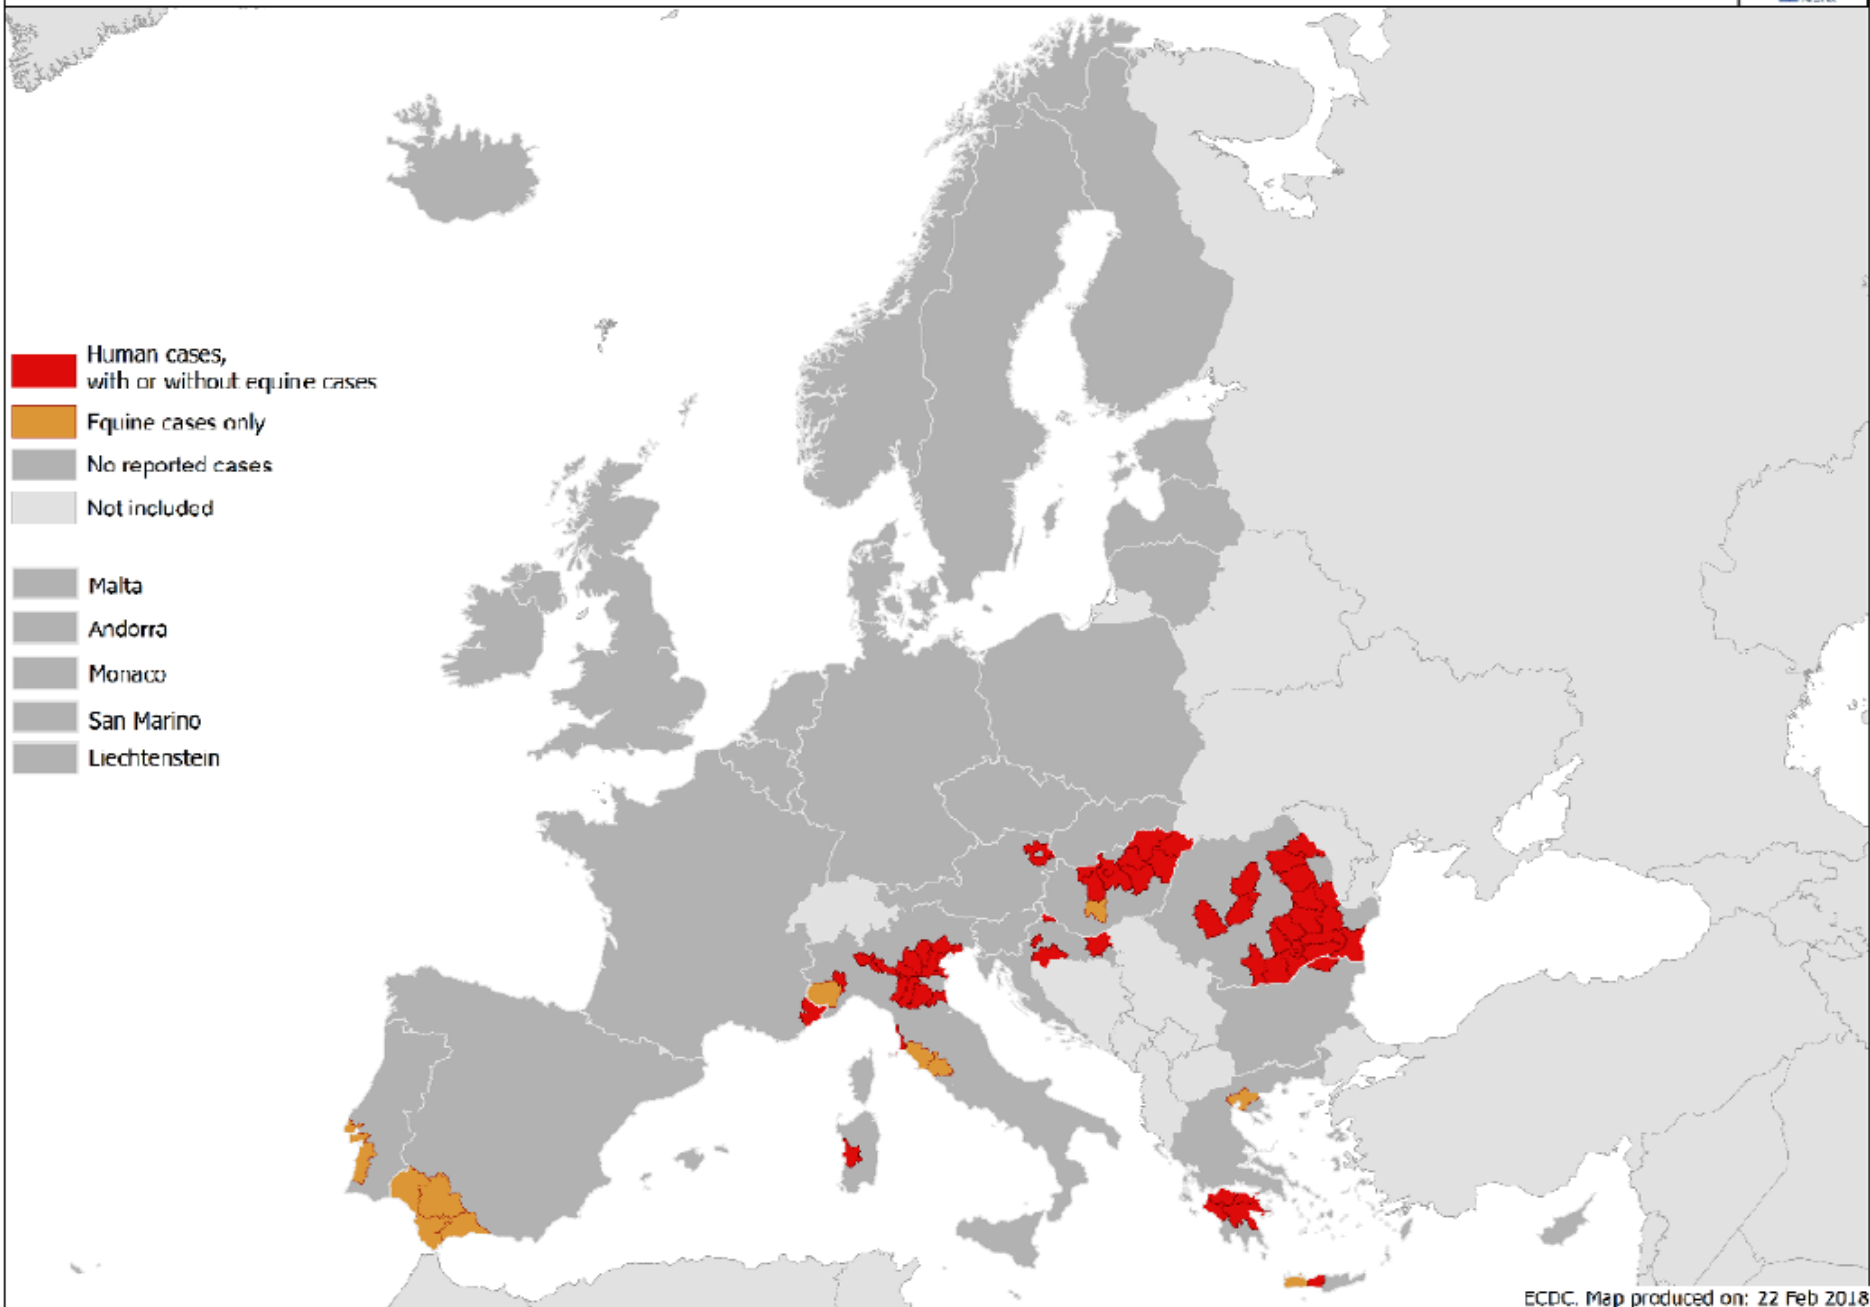 Human cases,
with or without equine cases
Equine cases only
No reported cases
Not included
Malta
Andorra
Monaco
San Marino
Liechtenstein
ECDC. Map produced on: 22 Feb 2018